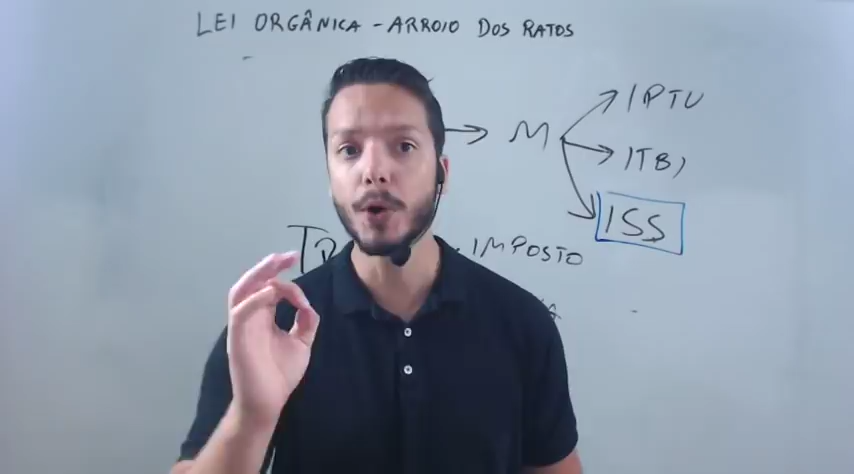 LEI ORGÂNICA - ARROIO DOS RATOS
→ M → IPTU
→ ITBI
→ ISS
IMPOSTO